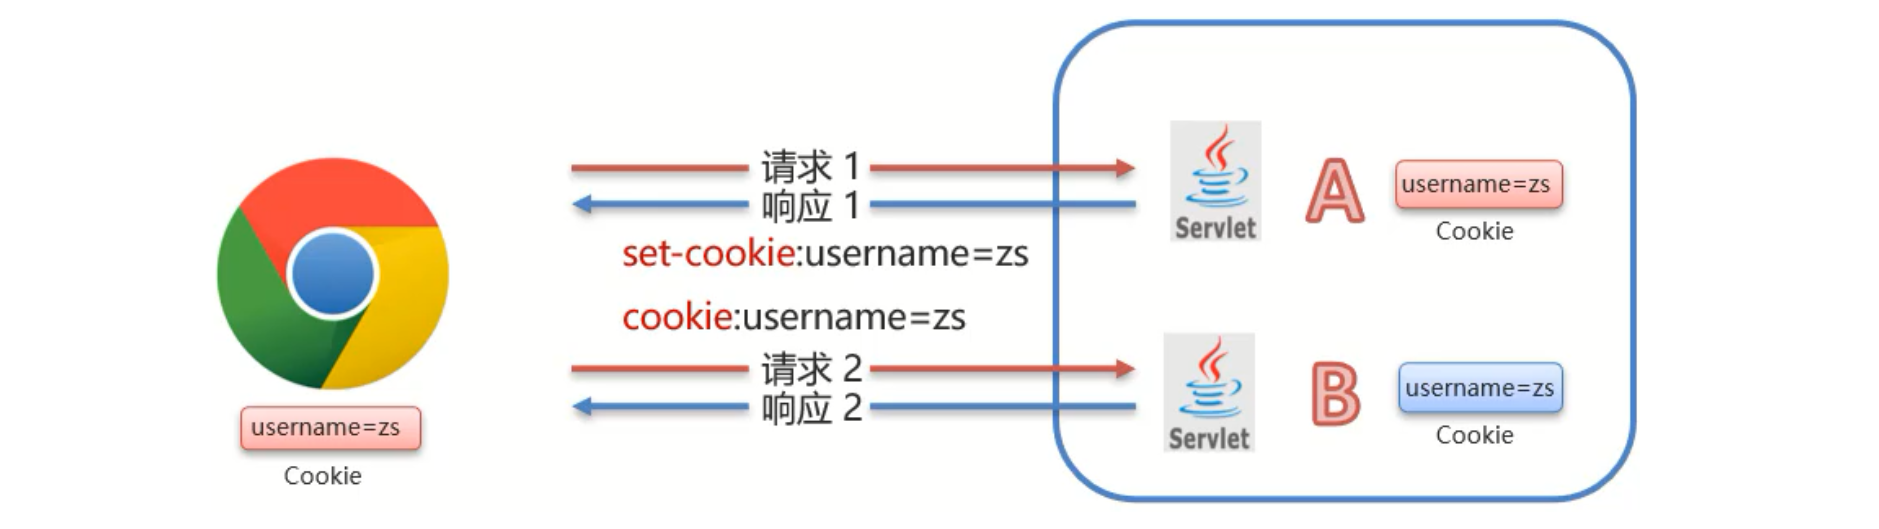 请求 1
响应 1
set-cookie:username=zs
cookie:username=zs
请求 2
响应 2
username=zs
Cookie
Servlet
A
username=zs
Cookie
Servlet
B
username=zs
Cookie